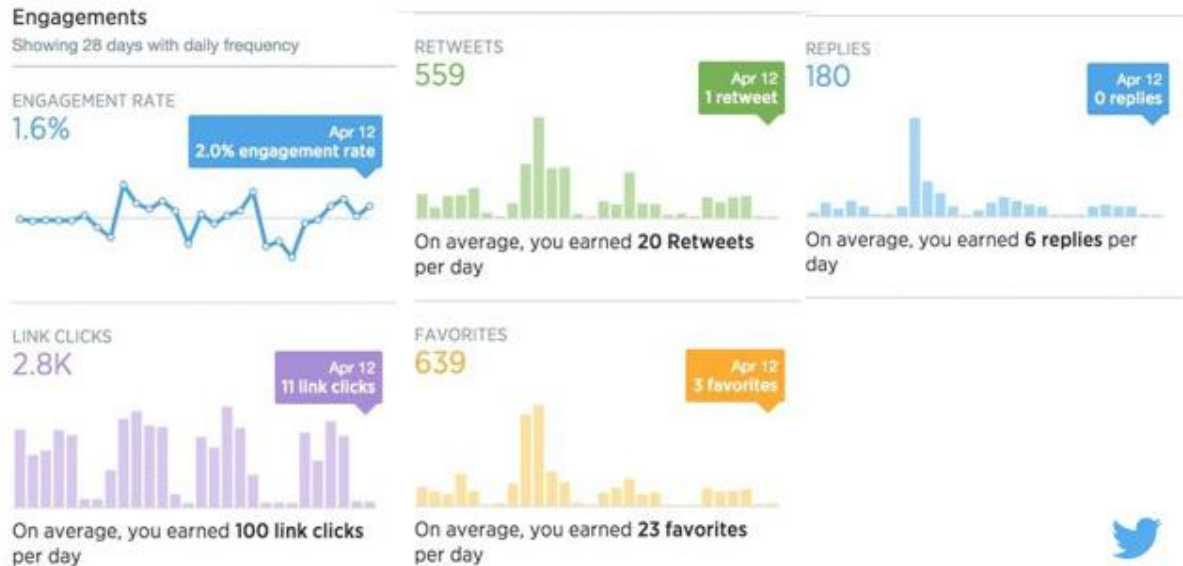 Engagements
Showing 28 days with daily frequency
ENGAGEMENT RATE
1.6%
Apr 12
2.0% engagement rate
RETWEETS
559
Apr 12
1 retweet
On average, you earned 20 Retweets
per day
REPLIES
180
Apr 12
0 replies
On average, you earned 6 replies per
day
LINK CLICKS
2.8K
Apr 12
11 link clicks
On average, you earned 100 link clicks
per day
FAVORITES
639
Apr 12
3 favorites
On average, you earned 23 favorites
per day